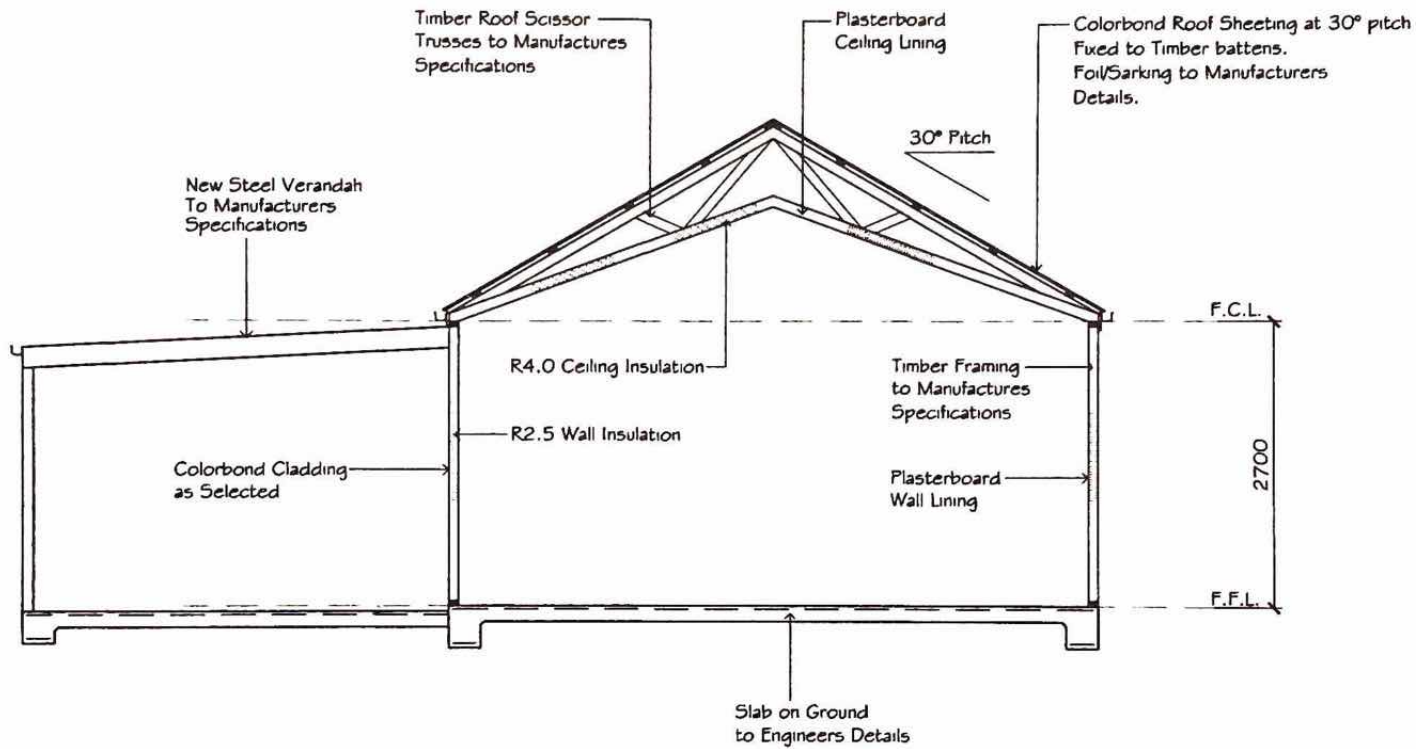 Timber Roof Scissor
Trusses to Manufactures
Specifications
Plasterboard
Ceiling Lining
Colorbond Roof Sheeting at 30° pitch
Fixed to Timber battens.
Foil/Sarking to Manufacturers
Details.
30° Pitch
New Steel Verandah
To Manufacturers
Specifications
F.C.L.
R4.0 Ceiling Insulation
Timber Framing
to Manufactures
Specifications
R2.5 Wall Insulation
Colorbond Cladding
as Selected
Plasterboard
Wall Lining
2700
F.F.L.
Slab on Ground
to Engineers Details